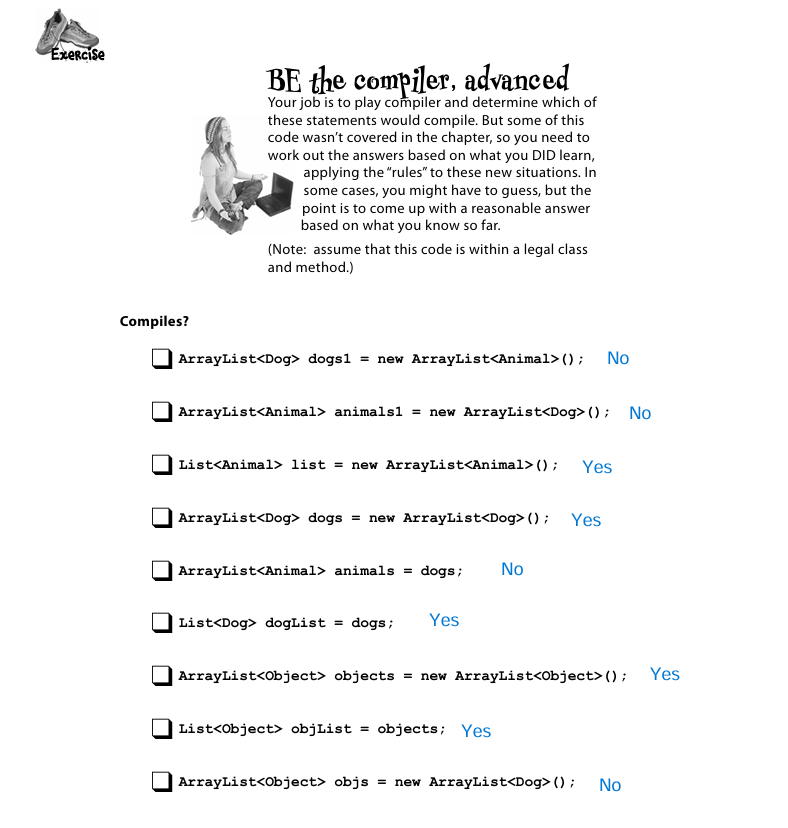 Exercise
BE the compiler, advanced
Your job is to play compiler and determine which of
these statements would compile. But some of this
code wasn’t covered in the chapter, so you need to
work out the answers based on what you DID learn,
applying the “rules” to these new situations. In
some cases, you might have to guess, but the
point is to come up with a reasonable answer
based on what you know so far.
(Note: assume that this code is within a legal class
and method.)
Compiles?
ArrayList<Dog> dogs1 = new ArrayList<Animal>(); No
ArrayList<Animal> animals1 = new ArrayList<Dog>(); No
List<Animal> list = new ArrayList<Animal>(); Yes
ArrayList<Dog> dogs = new ArrayList<Dog>(); Yes
ArrayList<Animal> animals = dogs; No
List<Dog> dogList = dogs; Yes
ArrayList<Object> objects = new ArrayList<Object>(); Yes
List<Object> objList = objects; Yes
ArrayList<Object> objs = new ArrayList<Dog>(); No